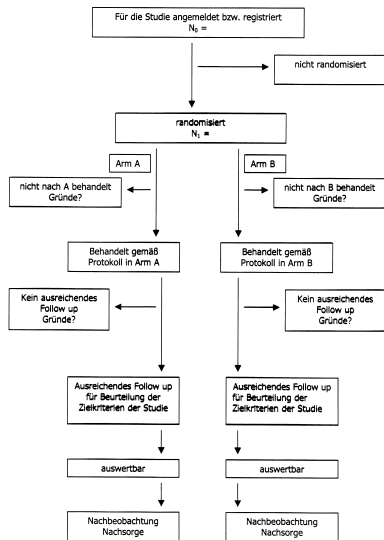 Für die Studie angemeldet bzw. registriert
N₀ =
nicht randomisiert
randomisiert
N₁ =
Arm A
Arm B
nicht nach A behandelt
Gründe?
nicht nach B behandelt
Gründe?
Behandelt gemäß
Protokoll in Arm A
Behandelt gemäß
Protokoll in Arm B
Kein ausreichendes
Follow up
Gründe?
Kein ausreichendes
Follow up
Gründe?
Ausreichendes Follow up
für Beurteilung der
Zielkriterien der Studie
Ausreichendes Follow up
für Beurteilung der
Zielkriterien der Studie
auswertbar
auswertbar
Nachbeobachtung
Nachsorge
Nachbeobachtung
Nachsorge